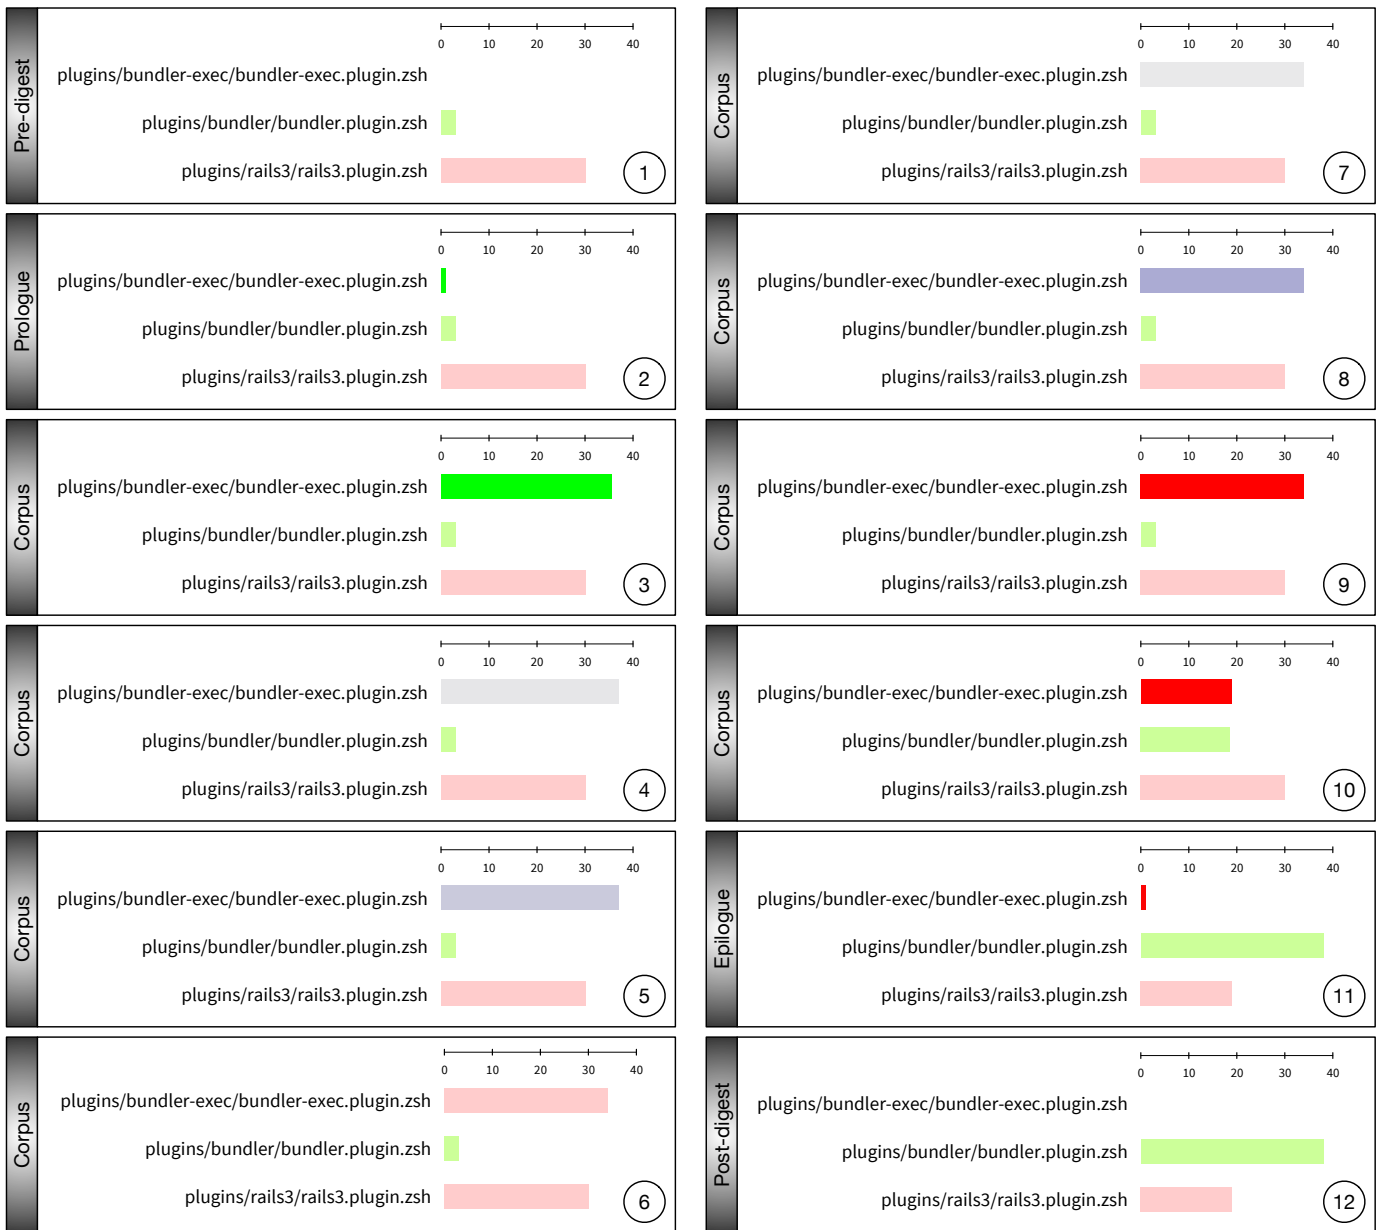 Pre-digest
0 10 20 30 40
plugins/bundler-exec/bundler-exec.plugin.zsh
plugins/bundler/bundler.plugin.zsh
plugins/rails3/rails3.plugin.zsh
1
Prologue
0 10 20 30 40
plugins/bundler-exec/bundler-exec.plugin.zsh
plugins/bundler/bundler.plugin.zsh
plugins/rails3/rails3.plugin.zsh
2
Corpus
0 10 20 30 40
plugins/bundler-exec/bundler-exec.plugin.zsh
plugins/bundler/bundler.plugin.zsh
plugins/rails3/rails3.plugin.zsh
3
Corpus
0 10 20 30 40
plugins/bundler-exec/bundler-exec.plugin.zsh
plugins/bundler/bundler.plugin.zsh
plugins/rails3/rails3.plugin.zsh
4
Corpus
0 10 20 30 40
plugins/bundler-exec/bundler-exec.plugin.zsh
plugins/bundler/bundler.plugin.zsh
plugins/rails3/rails3.plugin.zsh
5
Corpus
0 10 20 30 40
plugins/bundler-exec/bundler-exec.plugin.zsh
plugins/bundler/bundler.plugin.zsh
plugins/rails3/rails3.plugin.zsh
6
Corpus
0 10 20 30 40
plugins/bundler-exec/bundler-exec.plugin.zsh
plugins/bundler/bundler.plugin.zsh
plugins/rails3/rails3.plugin.zsh
7
Corpus
0 10 20 30 40
plugins/bundler-exec/bundler-exec.plugin.zsh
plugins/bundler/bundler.plugin.zsh
plugins/rails3/rails3.plugin.zsh
8
Corpus
0 10 20 30 40
plugins/bundler-exec/bundler-exec.plugin.zsh
plugins/bundler/bundler.plugin.zsh
plugins/rails3/rails3.plugin.zsh
9
Corpus
0 10 20 30 40
plugins/bundler-exec/bundler-exec.plugin.zsh
plugins/bundler/bundler.plugin.zsh
plugins/rails3/rails3.plugin.zsh
10
Epilogue
0 10 20 30 40
plugins/bundler-exec/bundler-exec.plugin.zsh
plugins/bundler/bundler.plugin.zsh
plugins/rails3/rails3.plugin.zsh
11
Post-digest
0 10 20 30 40
plugins/bundler-exec/bundler-exec.plugin.zsh
plugins/bundler/bundler.plugin.zsh
plugins/rails3/rails3.plugin.zsh
12